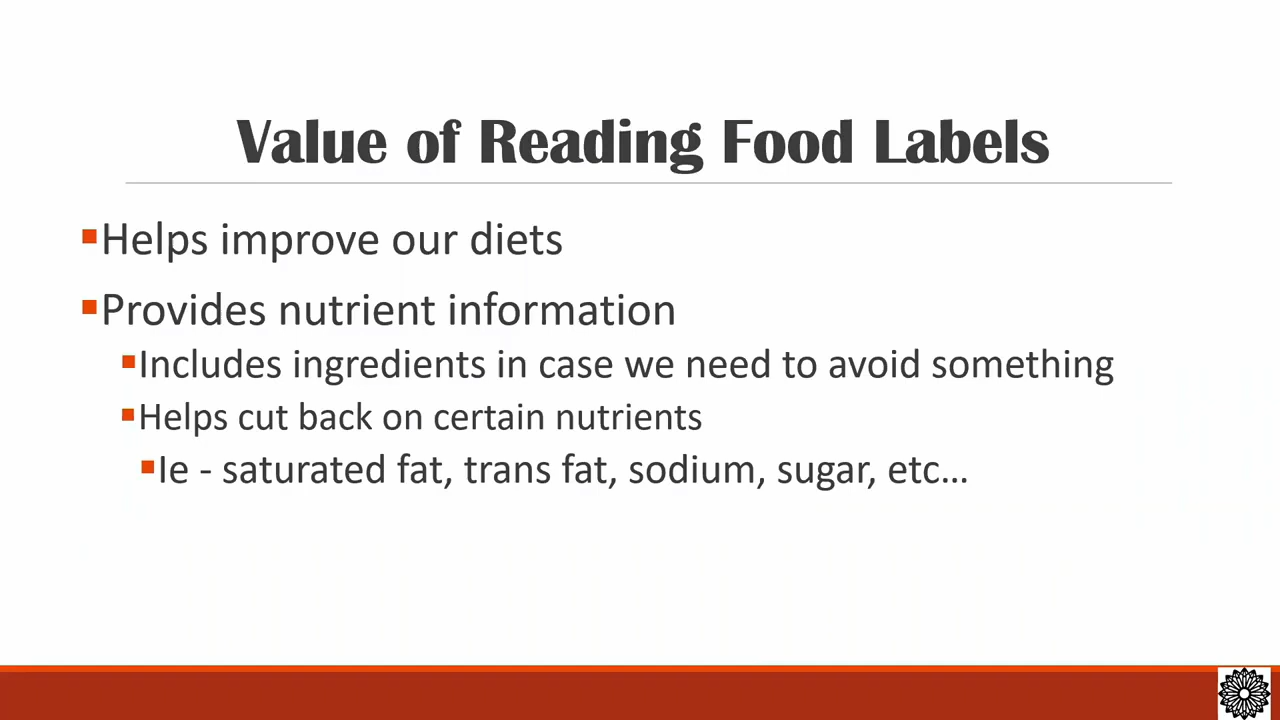 Value of Reading Food Labels
Helps improve our diets
Provides nutrient information
Includes ingredients in case we need to avoid something
Helps cut back on certain nutrients
Ie - saturated fat, trans fat, sodium, sugar, etc…